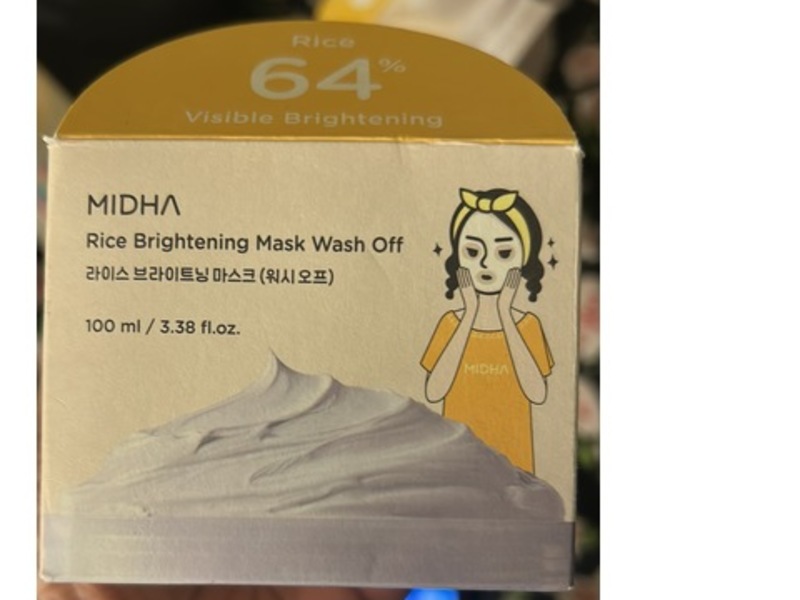 Rice
64%
Visible Brightening
MIDHA
Rice Brightening Mask Wash Off
라이스 브라이트닝 마스크 (워시 오프)
100 ml / 3.38 fl.oz.
MIDHA